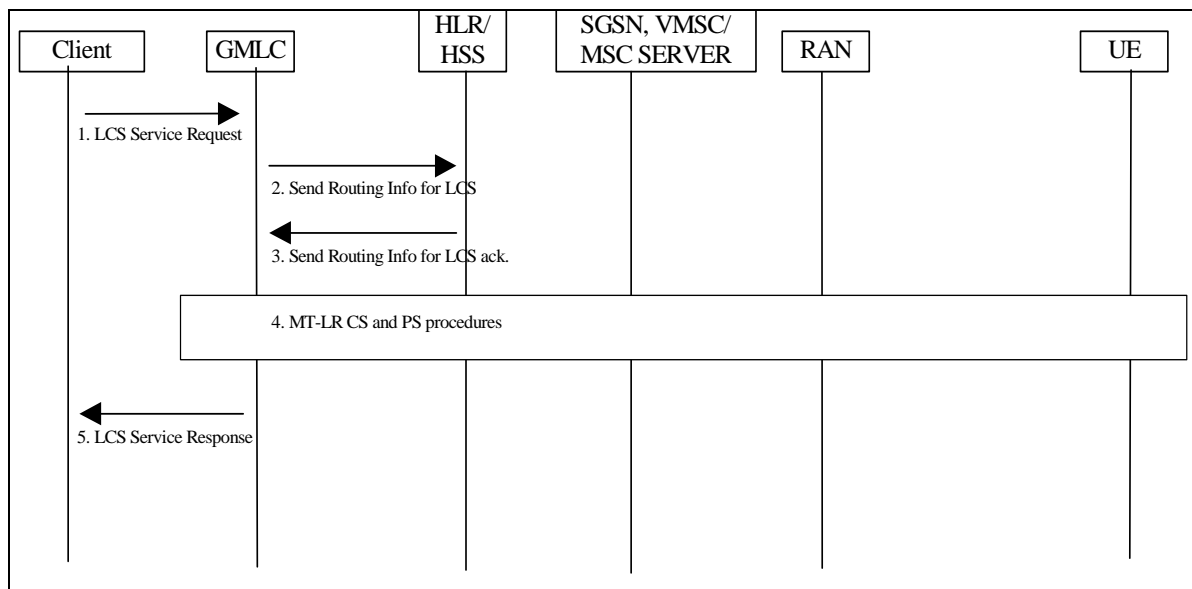 Client
GMLC
HLR/
HSS
SGSN, VMSC/
MSC SERVER
RAN
UE
1. LCS Service Request
2. Send Routing Info for LCS
3. Send Routing Info for LCS ack.
4. MT-LR CS and PS procedures
5. LCS Service Response